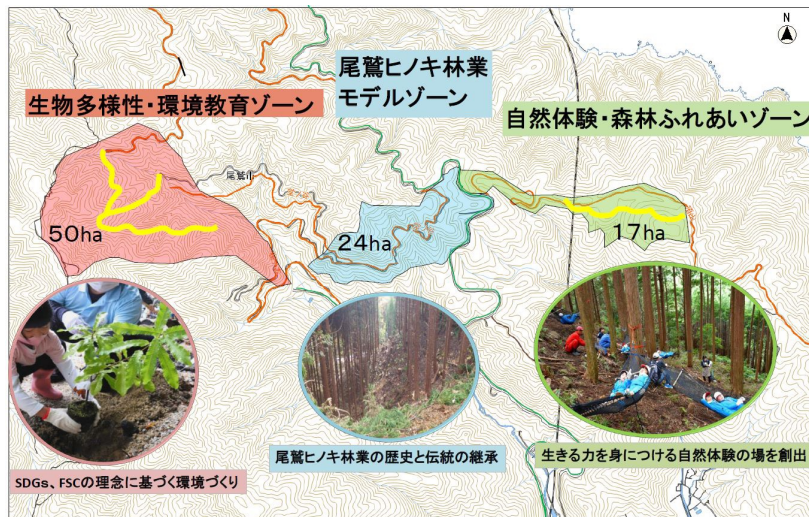 N
尾鷲ヒノキ林業
モデルゾーン
生物多様性・環境教育ゾーン
自然体験・森林ふれあいゾーン
尾鷲市
50ha
24ha
17ha
尾鷲ヒノキ林業の歴史と伝統の継承
生きる力を身につける自然体験の場を創出
SDGs、FSCの理念に基づく環境づくり